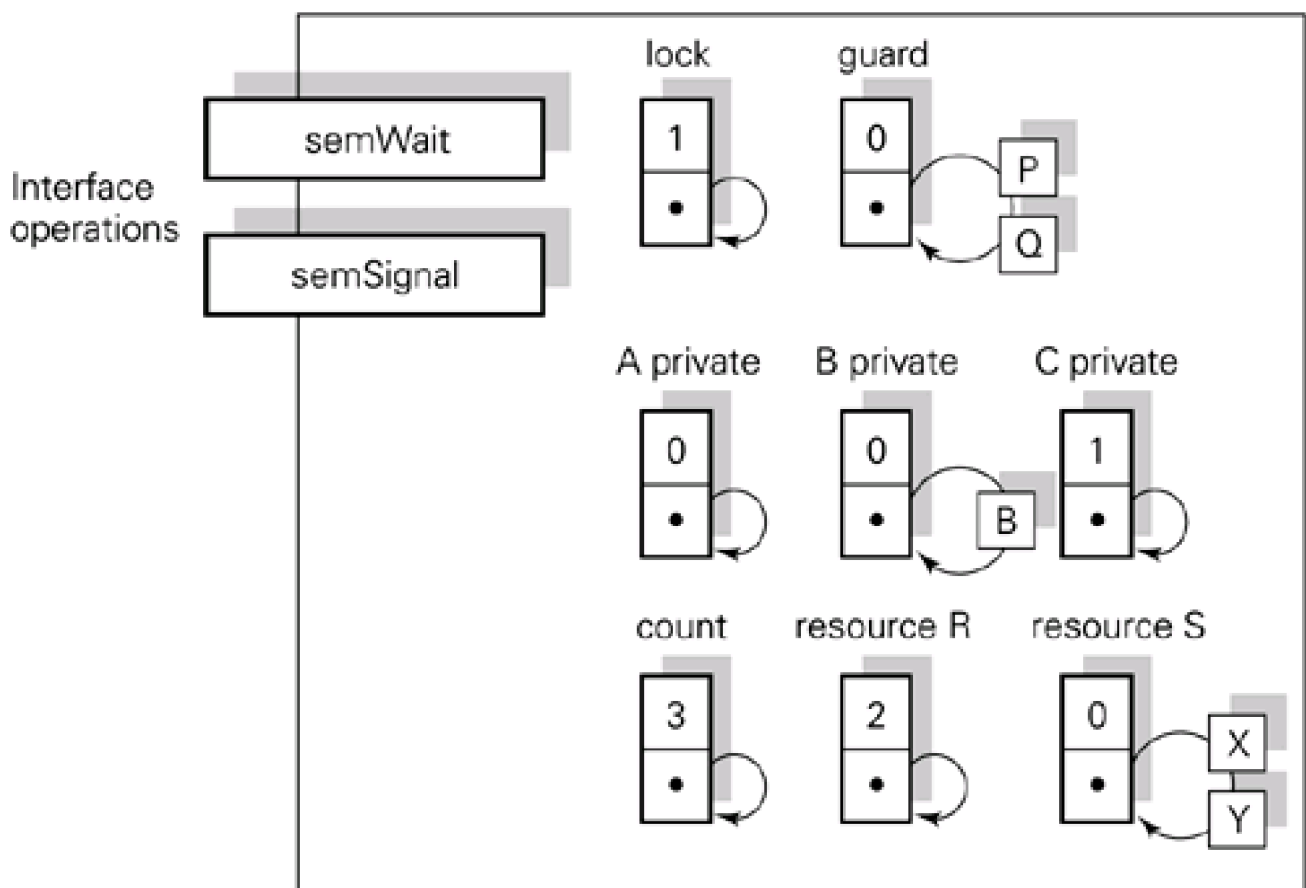 lock
guard
semWait
1
0
P
Interface
operations
Q
semSignal
A private
B private
C private
0
0
1
B
count
resource R
resource S
3
2
0
X
Y